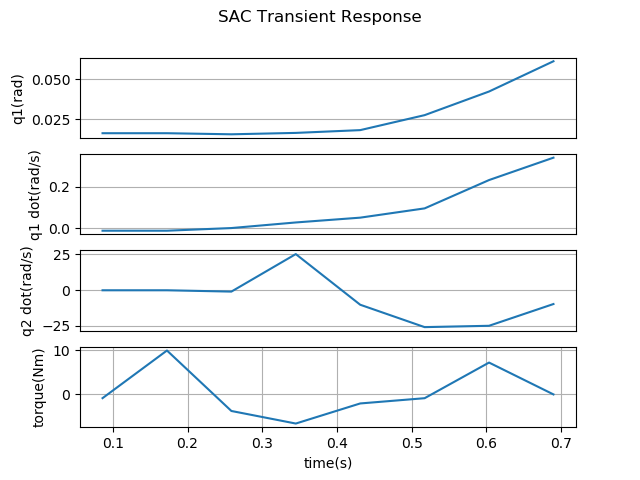 SAC Transient Response
q1(rad)
0.050
0.025
q1 dot(rad/s)
0.2
0.0
q2 dot(rad/s)
25
0
−25
torque(Nm)
10
0
0.1 0.2 0.3 0.4 0.5 0.6 0.7
time(s)